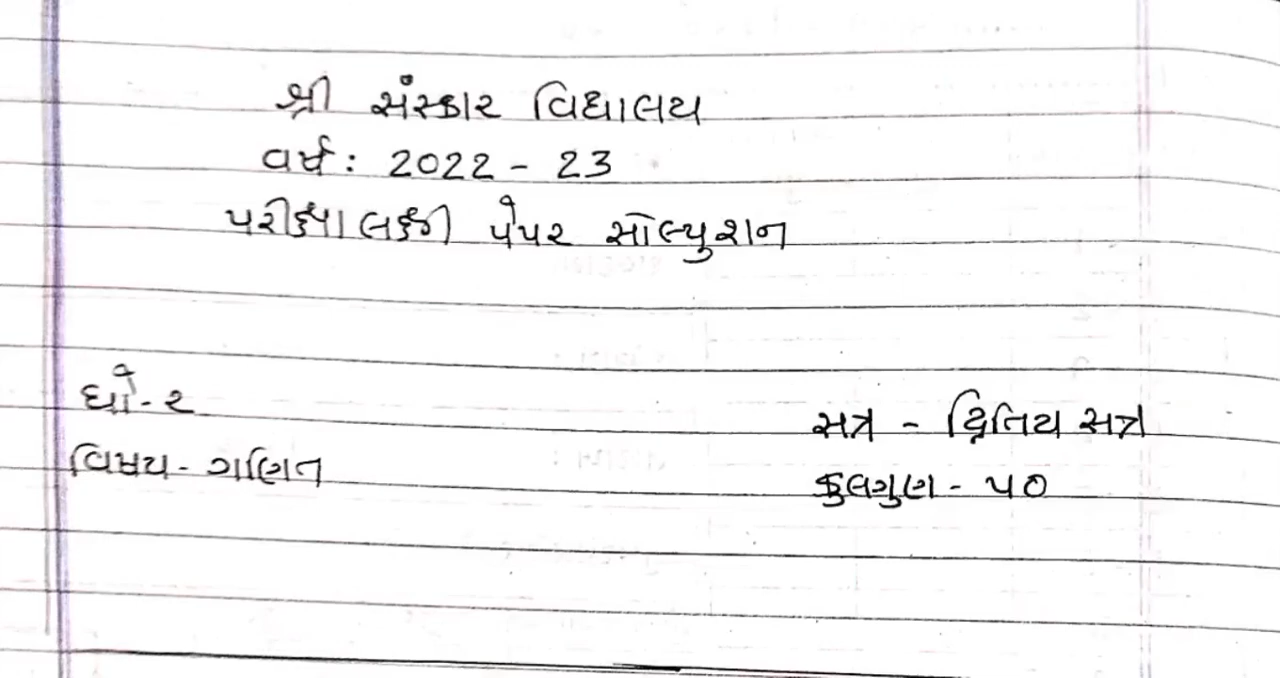 શ્રી સંસ્કાર વિદ્યાલય
વર્ષ : 2022 - 23
પરીક્ષાલક્ષી પેપર સોલ્યુશન
ધો - ૨
સત્ર - દ્વિતિય સત્ર
વિષય - ગણિત
કુલગુણ - ૫૦